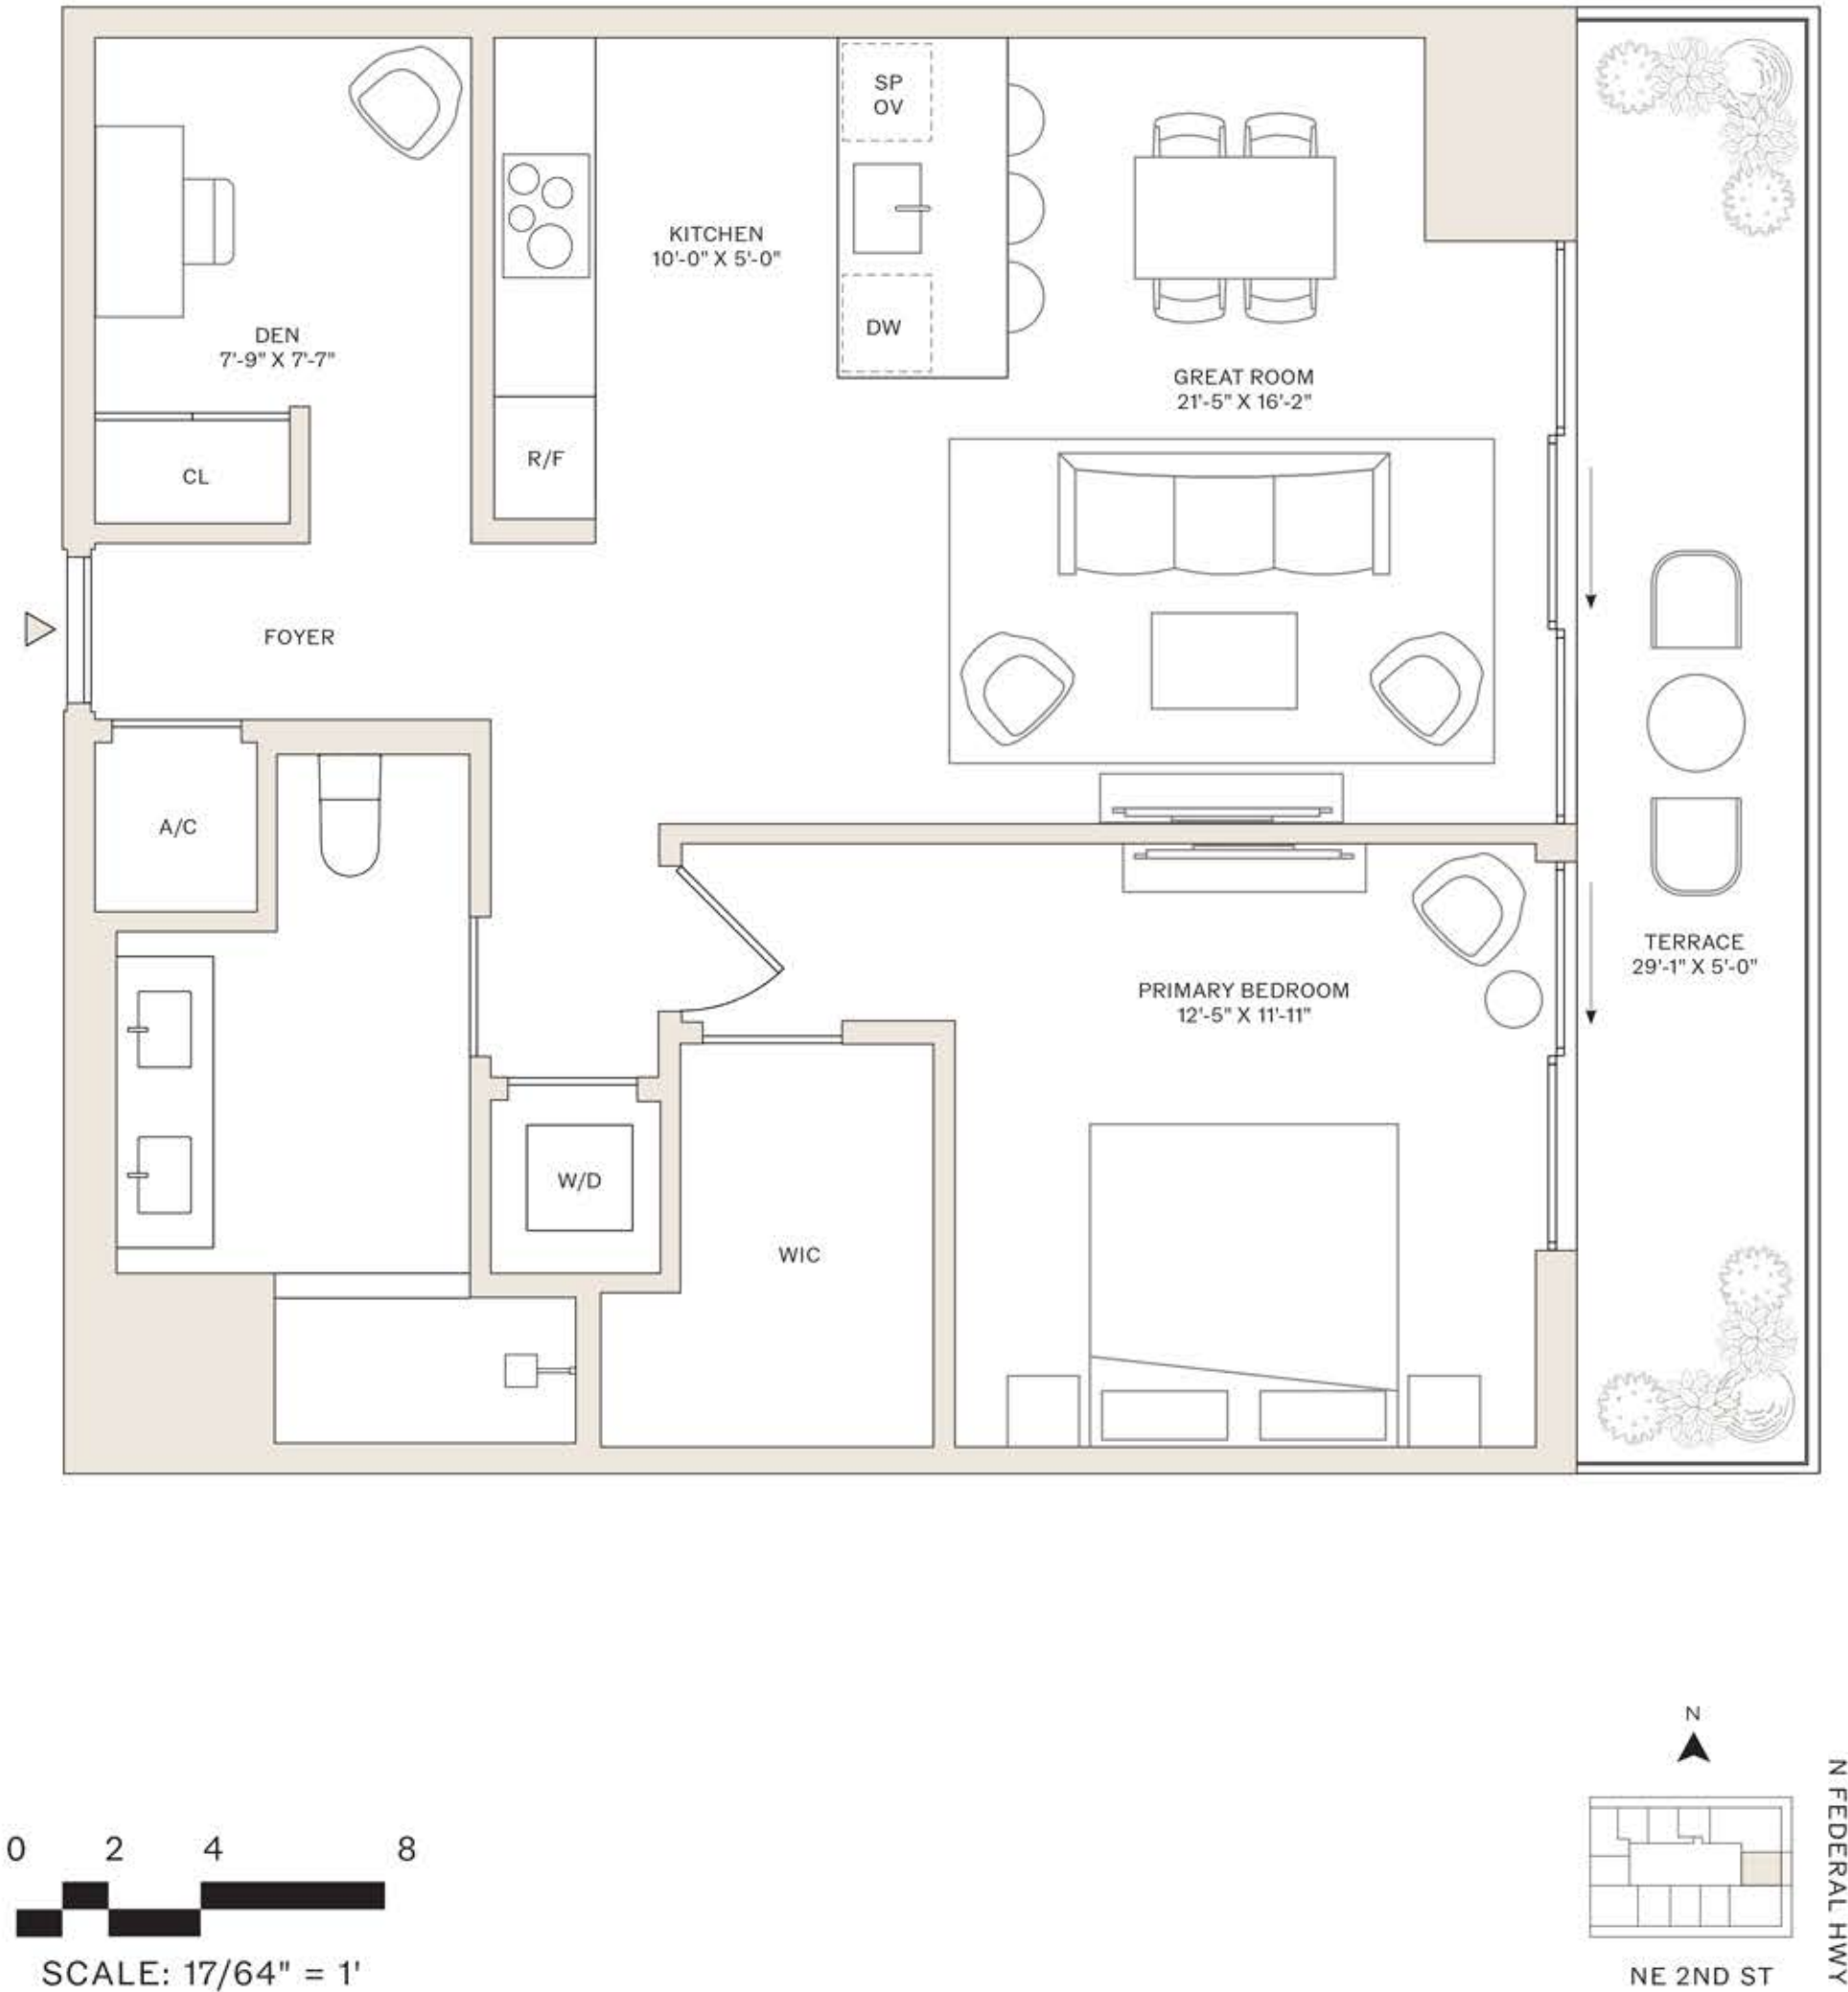 SP
OV
KITCHEN
10'-0" X 5'-0"
DW
DEN
7'-9" X 7'-7"
GREAT ROOM
21'-5" X 16'-2"
CL
R/F
FOYER
A/C
TERRACE
29'-1" X 5'-0"
PRIMARY BEDROOM
12'-5" X 11'-11"
W/D
WIC
N
N FEDERAL HWY
0 2 4 8
SCALE: 17/64" = 1'
NE 2ND ST